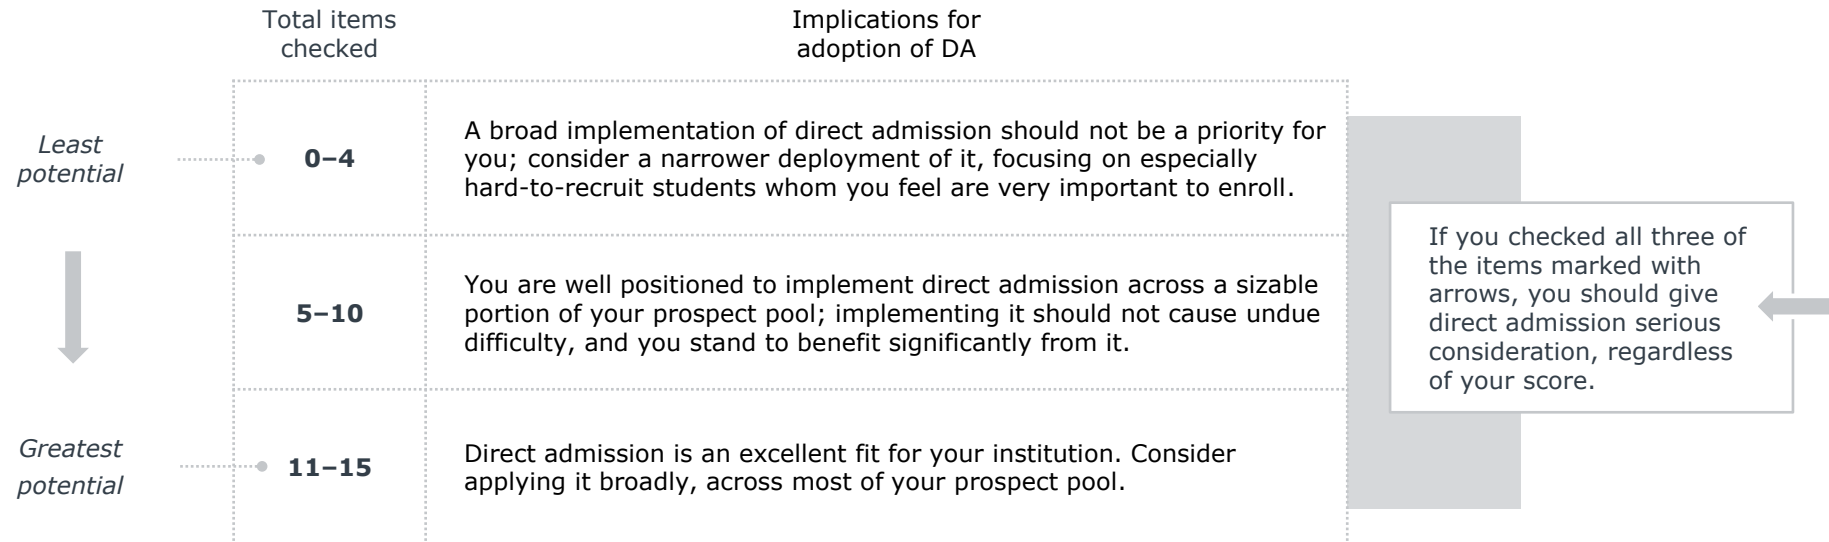 Total items
checked
Implications for
adoption of DA
Least
potential
0–4
A broad implementation of direct admission should not be a priority for
you; consider a narrower deployment of it, focusing on especially
hard-to-recruit students whom you feel are very important to enroll.
5–10
You are well positioned to implement direct admission across a sizable
portion of your prospect pool; implementing it should not cause undue
difficulty, and you stand to benefit significantly from it.
If you checked all three of
the items marked with
arrows, you should give
direct admission serious
consideration, regardless
of your score.
Greatest
potential
11–15
Direct admission is an excellent fit for your institution. Consider
applying it broadly, across most of your prospect pool.